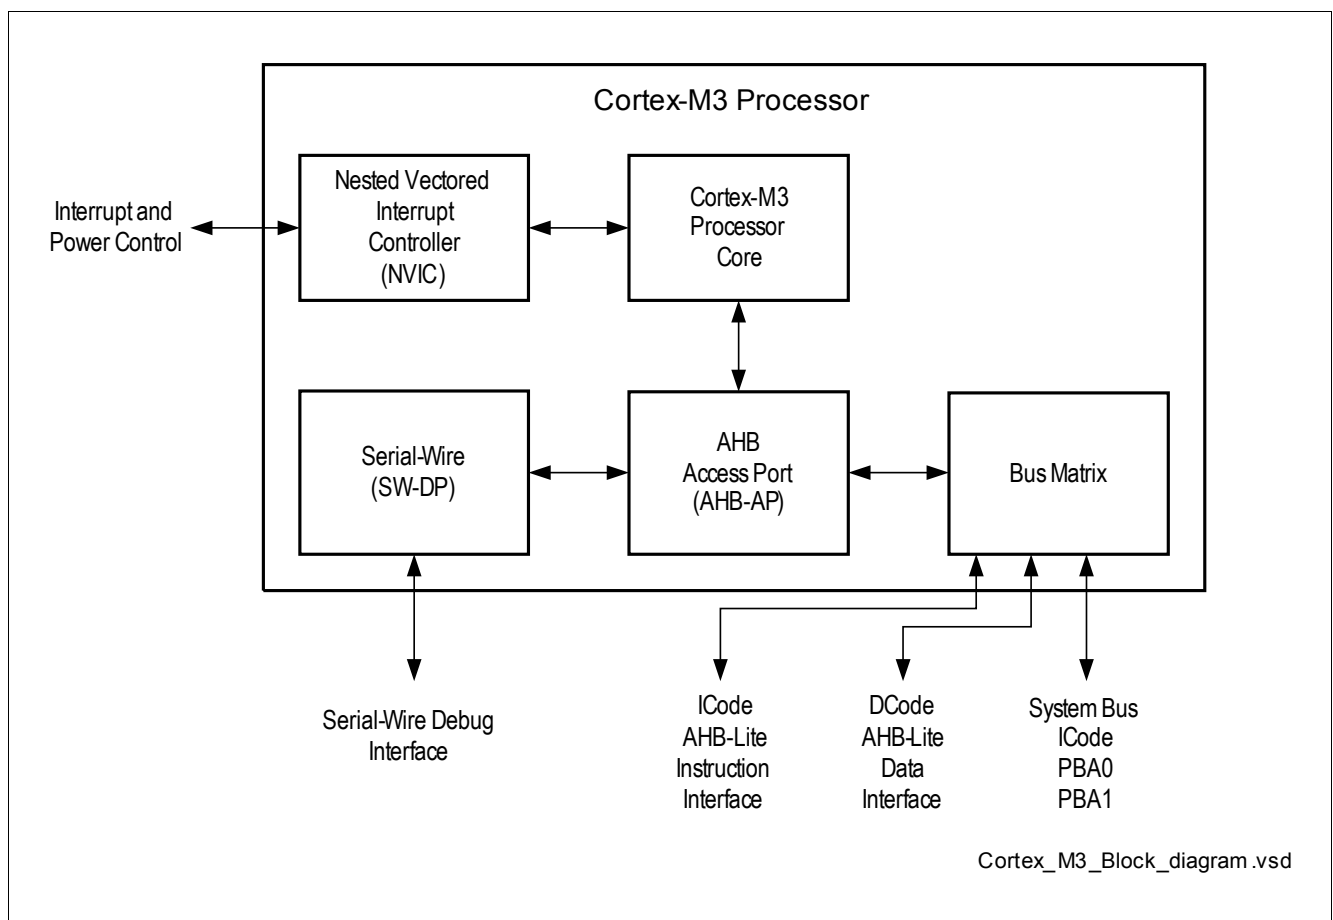 Cortex-M3 Processor
Nested Vectored
Interrupt
Controller
(NVIC)
Cortex-M3
Processor
Core
Interrupt and
Power Control
Serial-Wire
(SW-DP)
AHB
Access Port
(AHB-AP)
Bus Matrix
Serial-Wire Debug
Interface
ICode
AHB-Lite
Instruction
Interface
DCode
AHB-Lite
Data
Interface
System Bus
ICode
PBA0
PBA1
Cortex_M3_Block_diagram.vsd